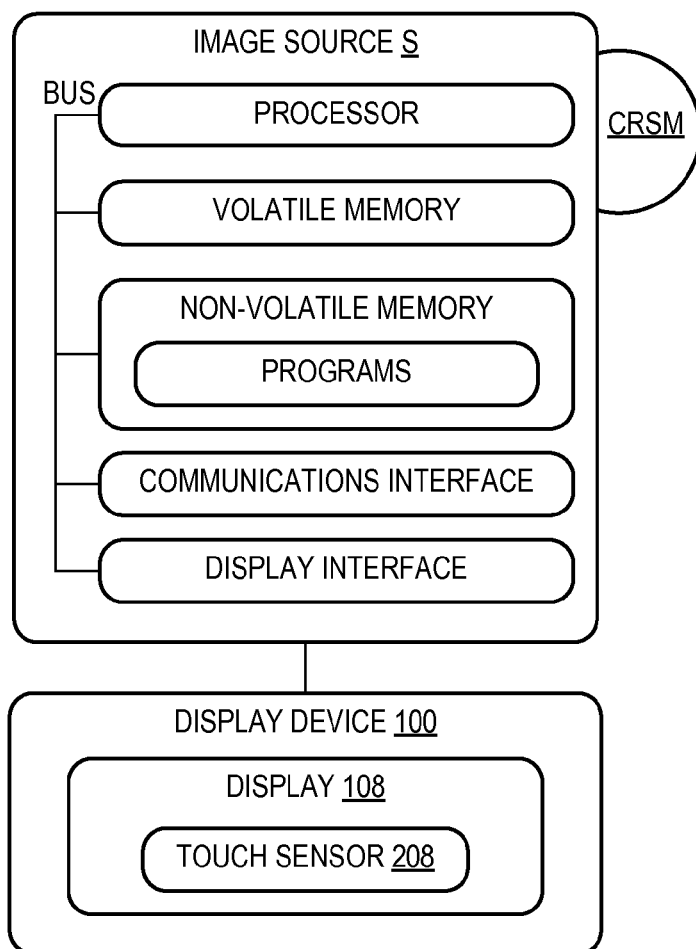 IMAGE SOURCE S
BUS
PROCESSOR
CRSM
VOLATILE MEMORY
NON-VOLATILE MEMORY
PROGRAMS
COMMUNICATIONS INTERFACE
DISPLAY INTERFACE
DISPLAY DEVICE 100
DISPLAY 108
TOUCH SENSOR 208